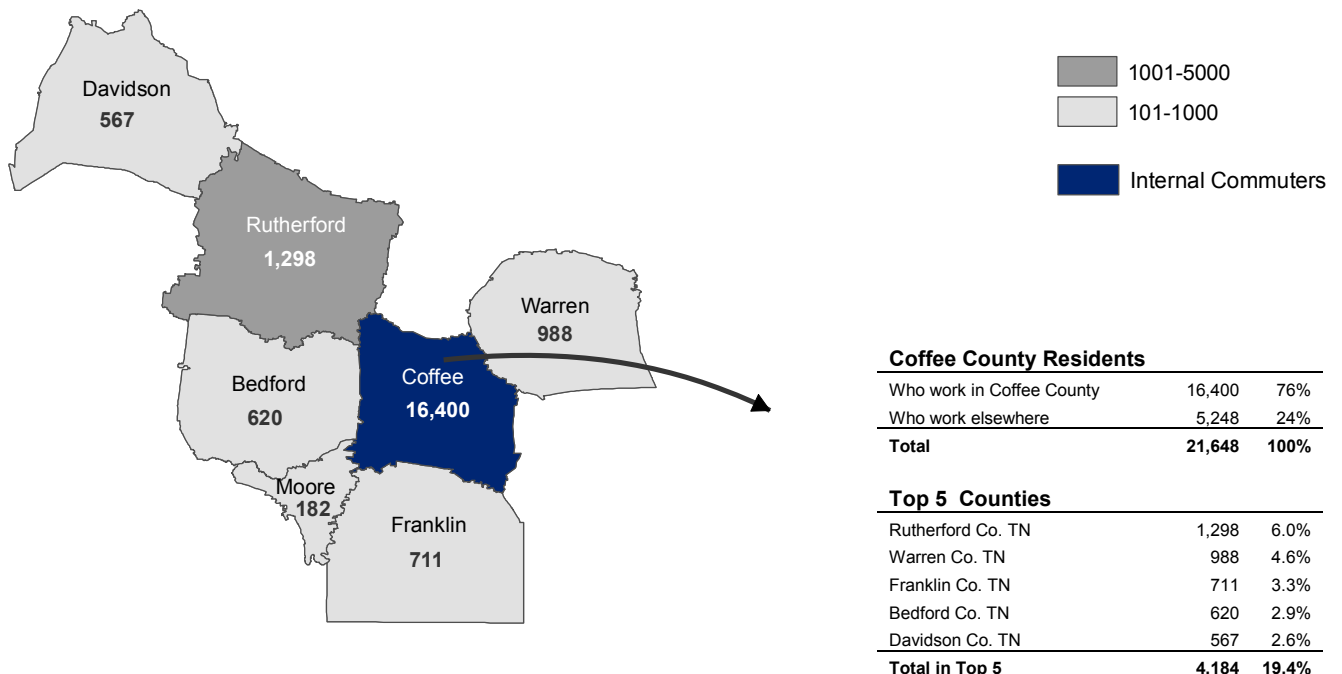 Davidson
567
Rutherford
1,298
Warren
988
Bedford
620
Coffee
16,400
Moore
182
Franklin
711
1001-5000
101-1000
Internal Commuters
Coffee County Residents
Who work in Coffee County 16,400 76%
Who work elsewhere 5,248 24%
Total 21,648 100%
Top 5 Counties
Rutherford Co. TN 1,298 6.0%
Warren Co. TN 988 4.6%
Franklin Co. TN 711 3.3%
Bedford Co. TN 620 2.9%
Davidson Co. TN 567 2.6%
Total in Top 5 4,184 19.4%